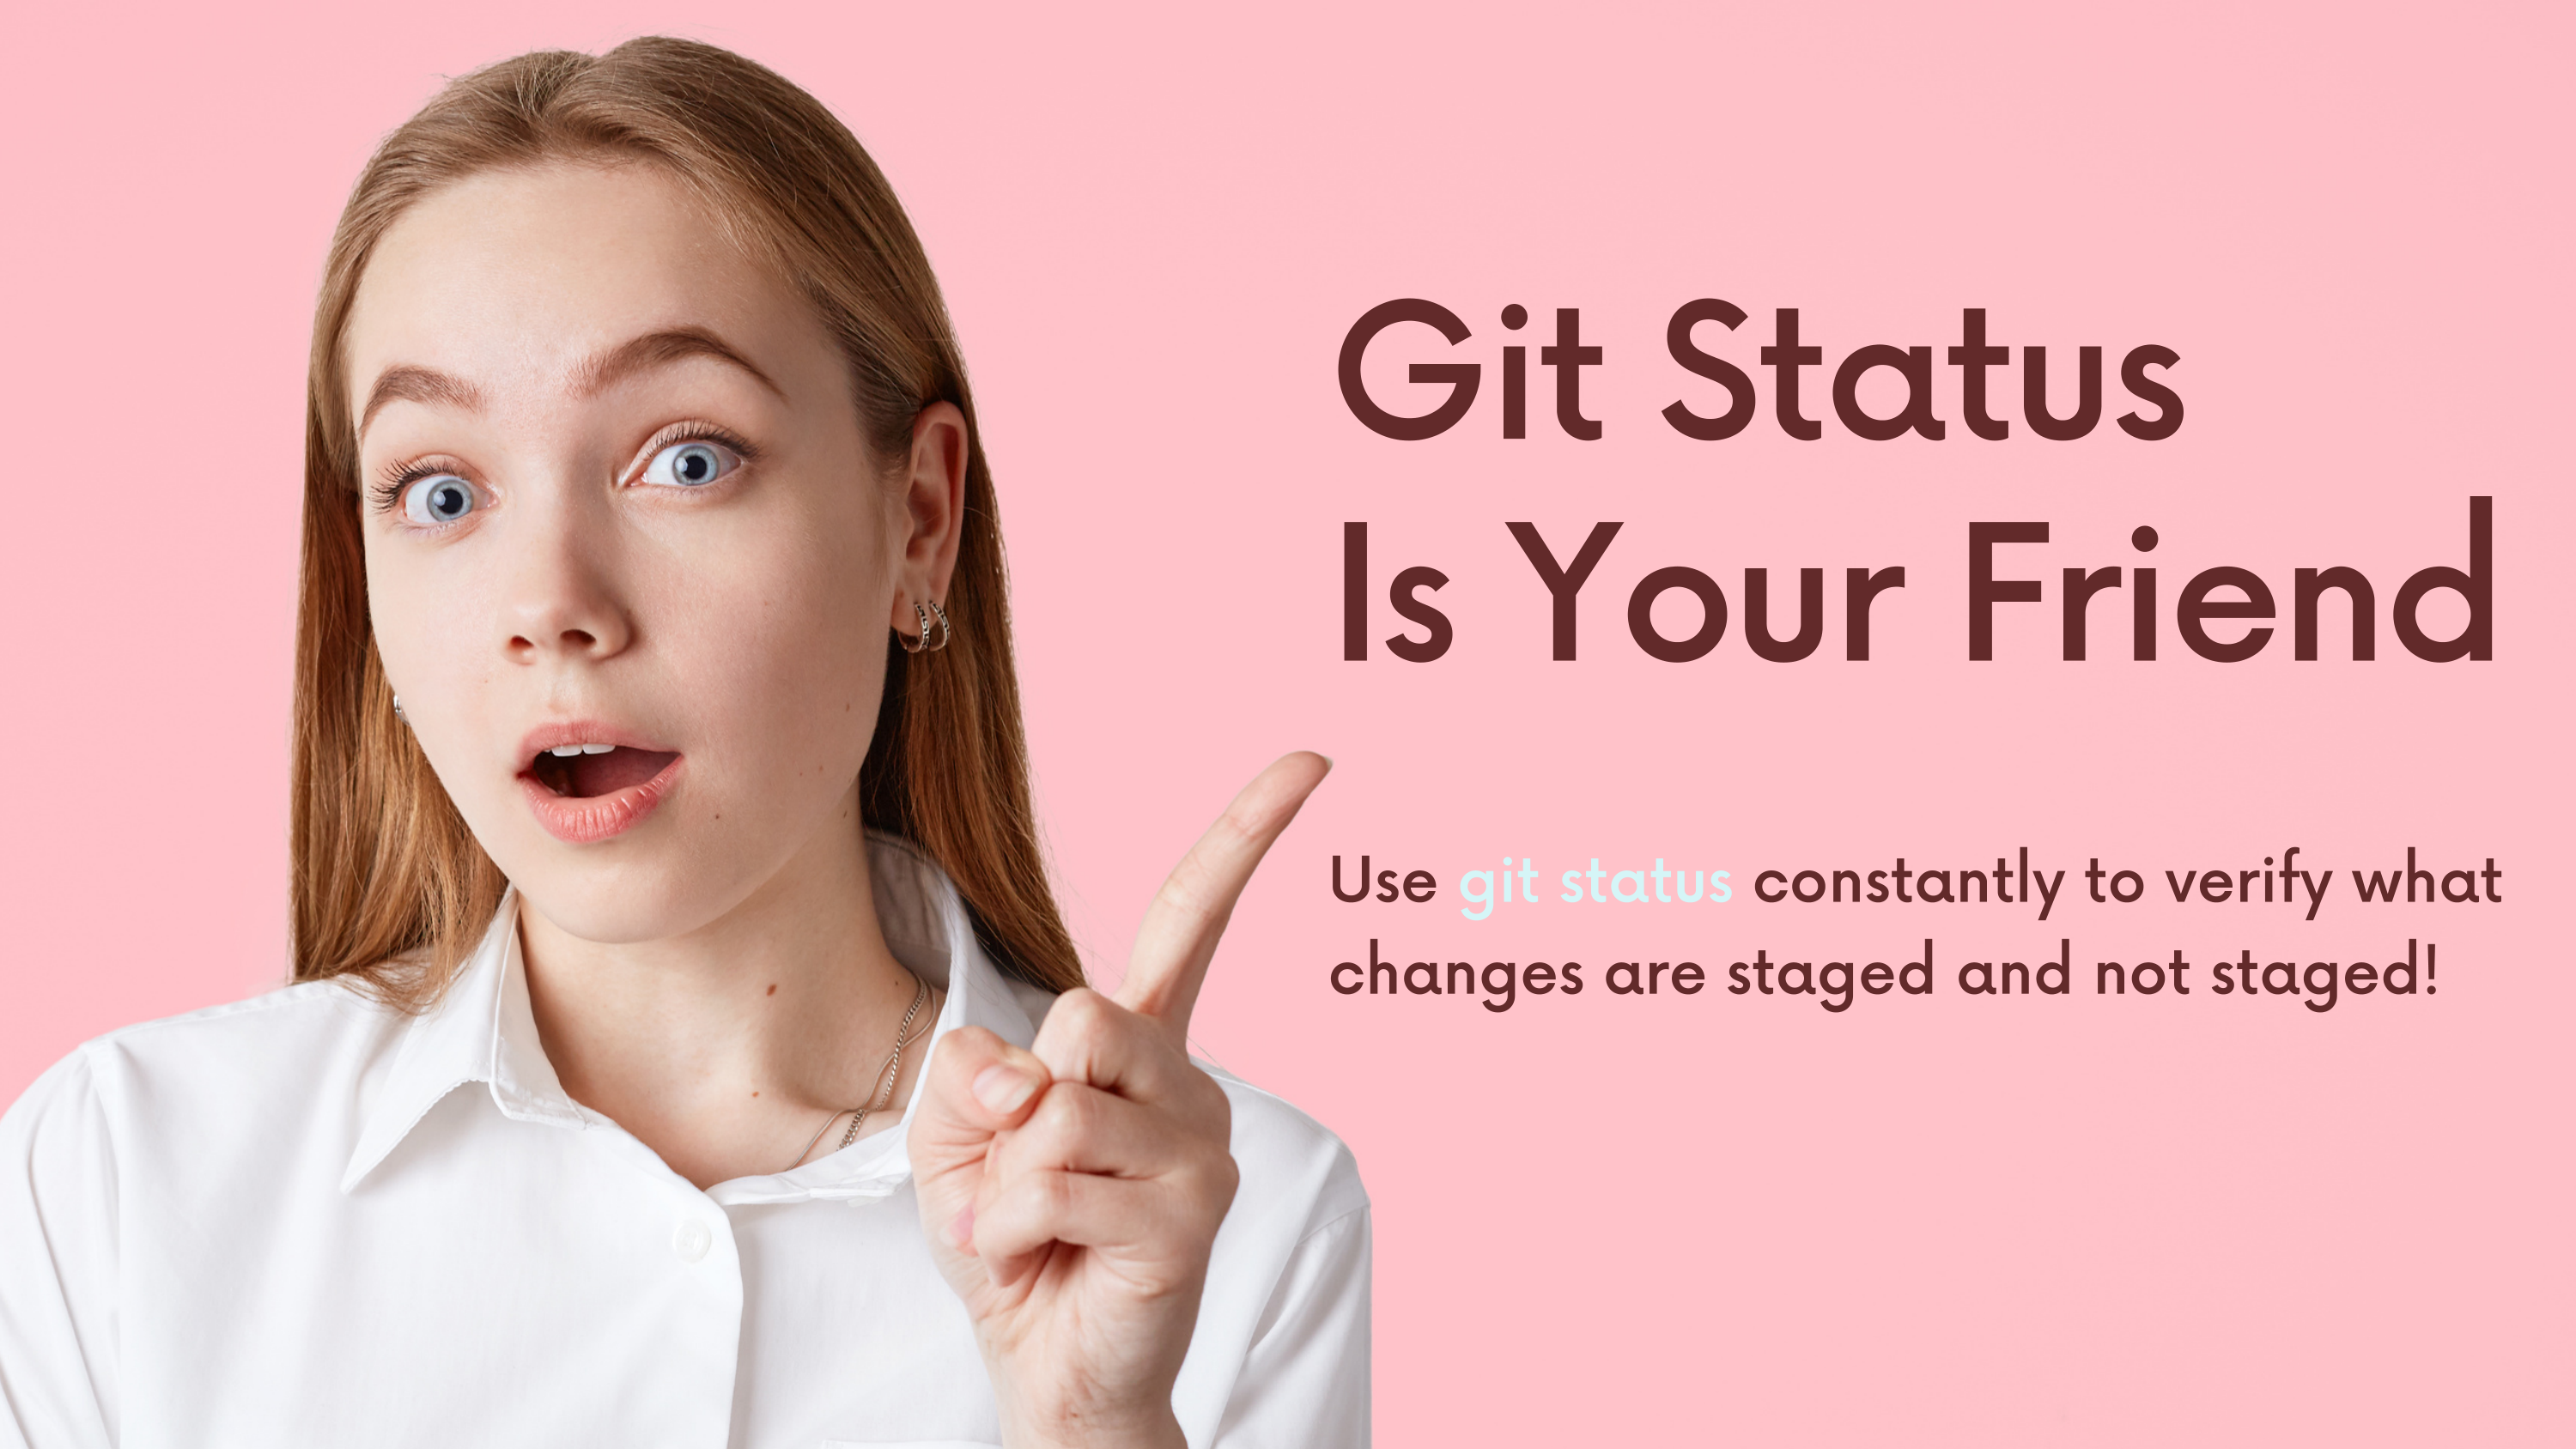 Git Status
Is Your Friend
Use git status constantly to verify what
changes are staged and not staged!